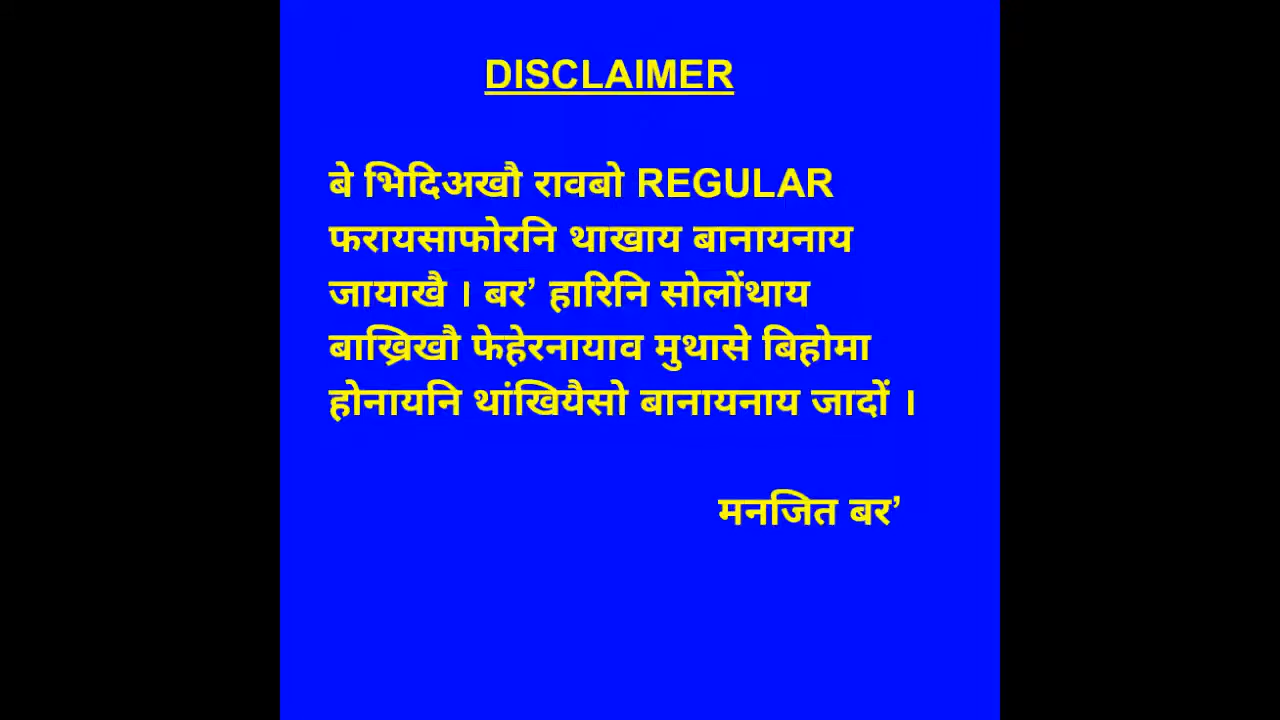 DISCLAIMER
बे भिदिअखौ रावबो REGULAR
फरायसाफोरनि थाखाय बानायनाय
जायाखै । बर’ हारिनि सोलोंथाय
बाख्रिखौ फेहेरनायाव मुथासे बिहोमा
होनायनि थांखियैसो बानायनाय जादों ।
मनजित बर’